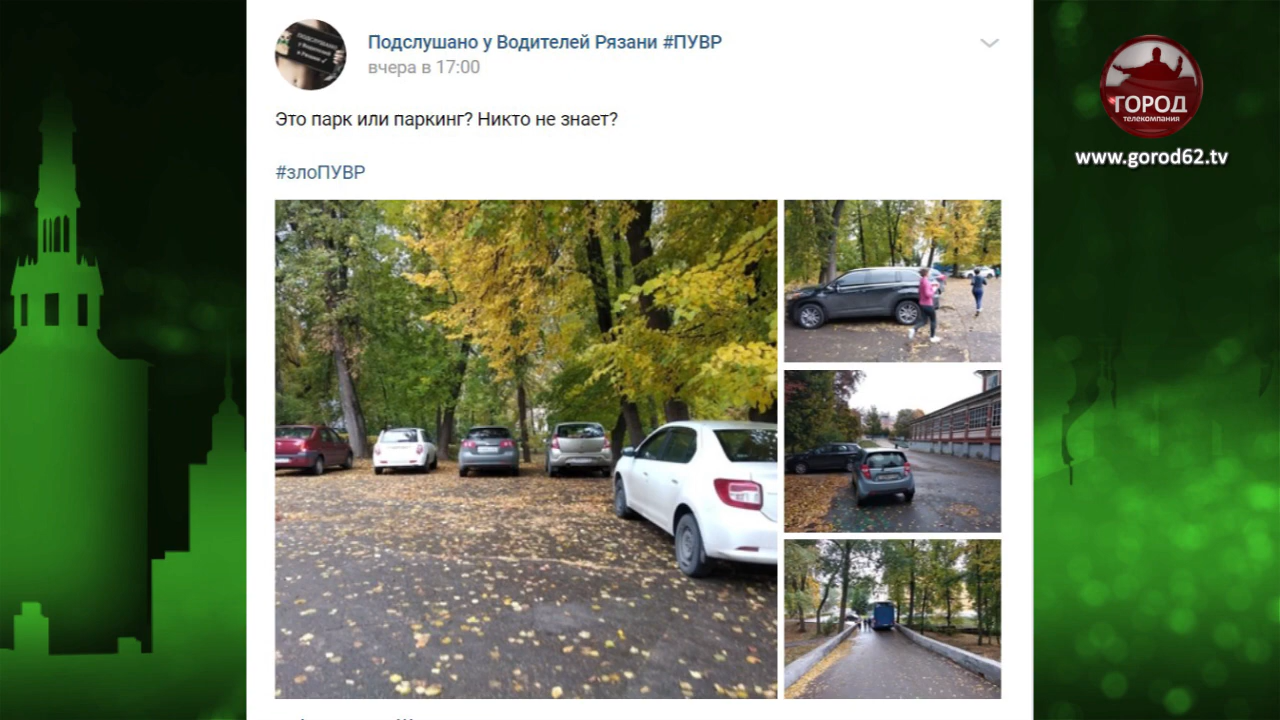 Подслушано у Водителей Рязани #ПУВР
вчера в 17:00
Это парк или паркинг? Никто не знает?
#злоПУВР
ГОРОД
телекомпания
www.gorod62.tv